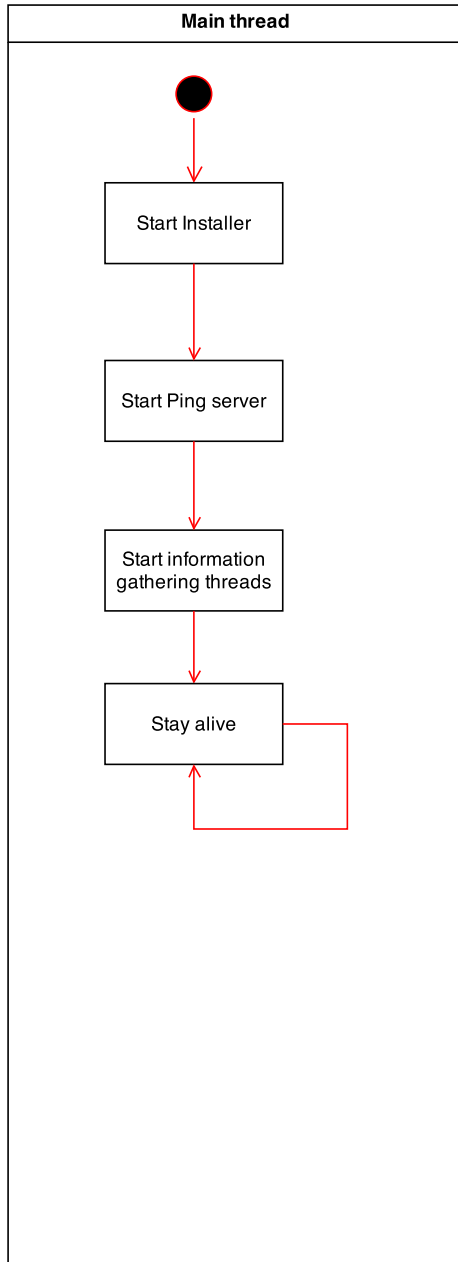 Main thread
Start Installer
Start Ping server
Start information
gathering threads
Stay alive